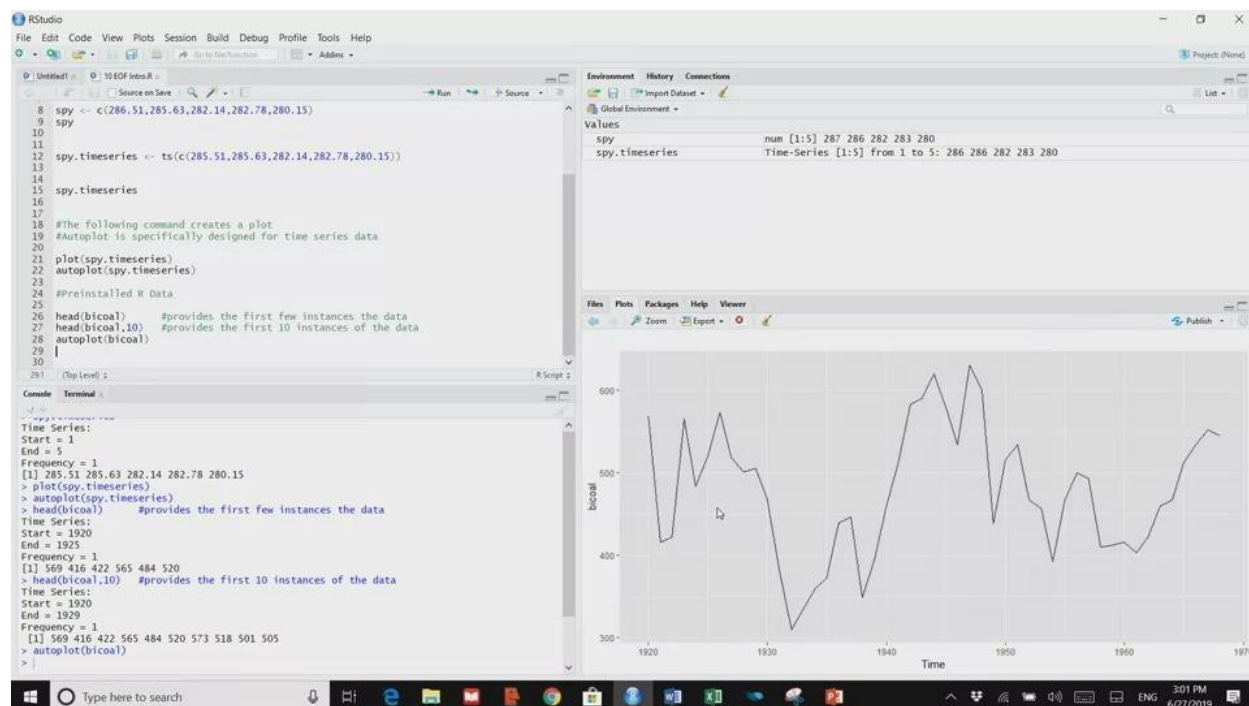 RStudio
File Edit Code View Plots Session Build Debug Profile Tools Help
Go to file/function Addins
Project: (None)
Untitled1 10 EOF Intro.R
Source on Save Run Source
8 spy <- c(286.51,285.63,282.14,282.78,280.15)
9 spy
10
11
12 spy.timeseries <- ts(c(285.51,285.63,282.14,282.78,280.15))
13
14
15 spy.timeseries
16
17
18 #The following command creates a plot
19 #Autoplot is specifically designed for time series data
20
21 plot(spy.timeseries)
22 autoplot(spy.timeseries)
23
24 #Preinstalled R Data
25
26 head(bicoal) #provides the first few instances the data
27 head(bicoal,10) #provides the first 10 instances of the data
28 autoplot(bicoal)
29
30
29:1 (Top Level) R Script
Console Terminal
~/
> spy.timeseries
Time Series:
Start = 1
End = 5
Frequency = 1
[1] 285.51 285.63 282.14 282.78 280.15
> plot(spy.timeseries)
> autoplot(spy.timeseries)
> head(bicoal) #provides the first few instances the data
Time Series:
Start = 1920
End = 1925
Frequency = 1
[1] 569 416 422 565 484 520
> head(bicoal,10) #provides the first 10 instances of the data
Time Series:
Start = 1920
End = 1929
Frequency = 1
[1] 569 416 422 565 484 520 573 518 501 505
> autoplot(bicoal)
>
Environment History Connections
Import Dataset List
Global Environment
Values
spy num [1:5] 287 286 282 283 280
spy.timeseries Time-Series [1:5] from 1 to 5: 286 286 282 283 280
Files Plots Packages Help Viewer
Zoom Export Publish
600
500
400
300
bicoal
1920 1930 1940 1950 1960 197
Time
Type here to search
ENG
3:01 PM
6/27/2019